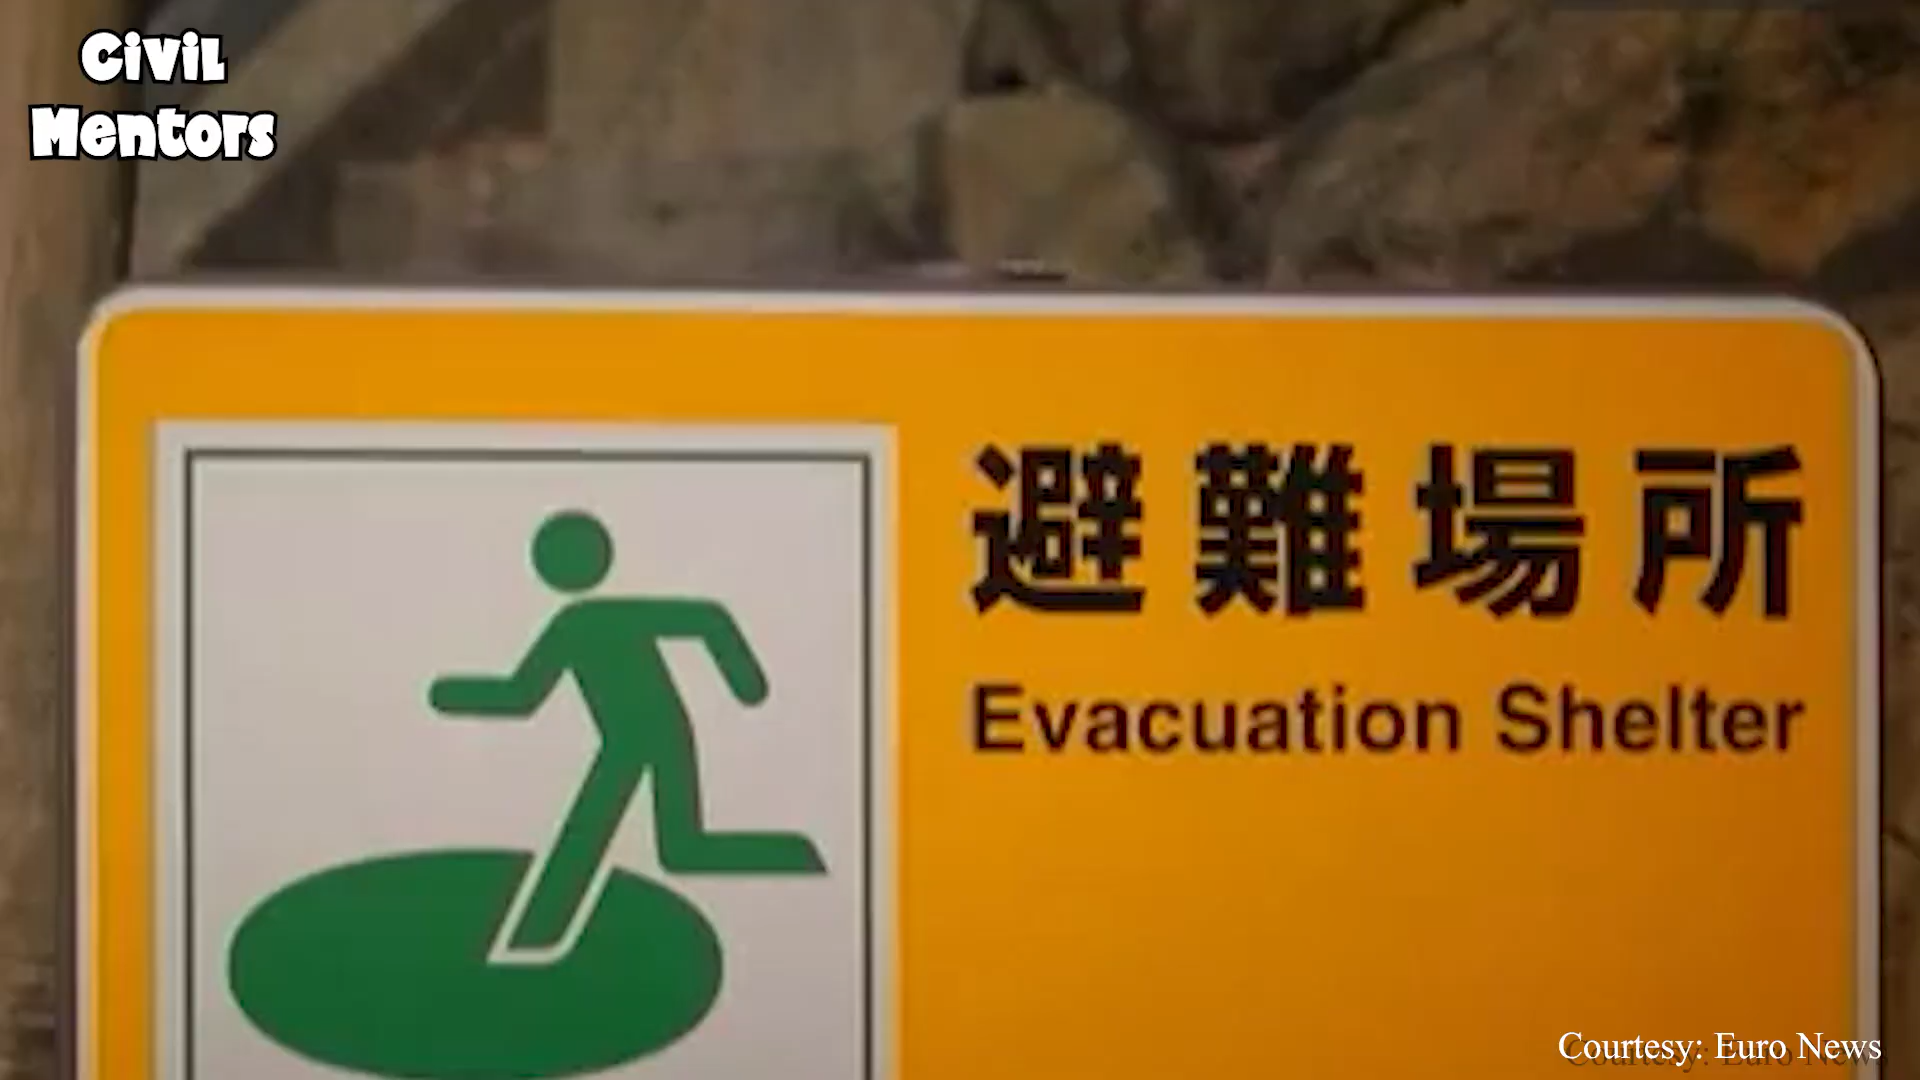 Civil
Mentors
避難場所
Evacuation Shelter
Courtesy: Euro News